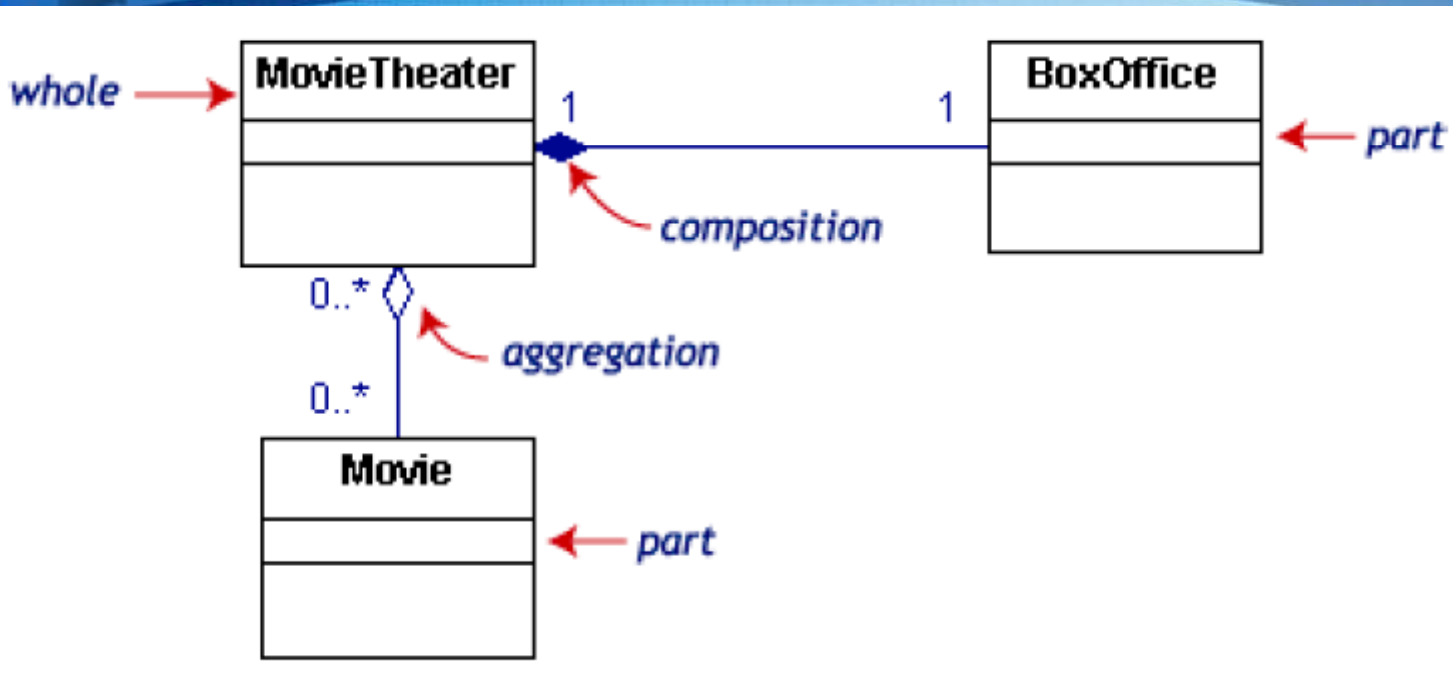 whole
MovieTheater
1
1
BoxOffice
part
composition
0..*
aggregation
0..*
Movie
part